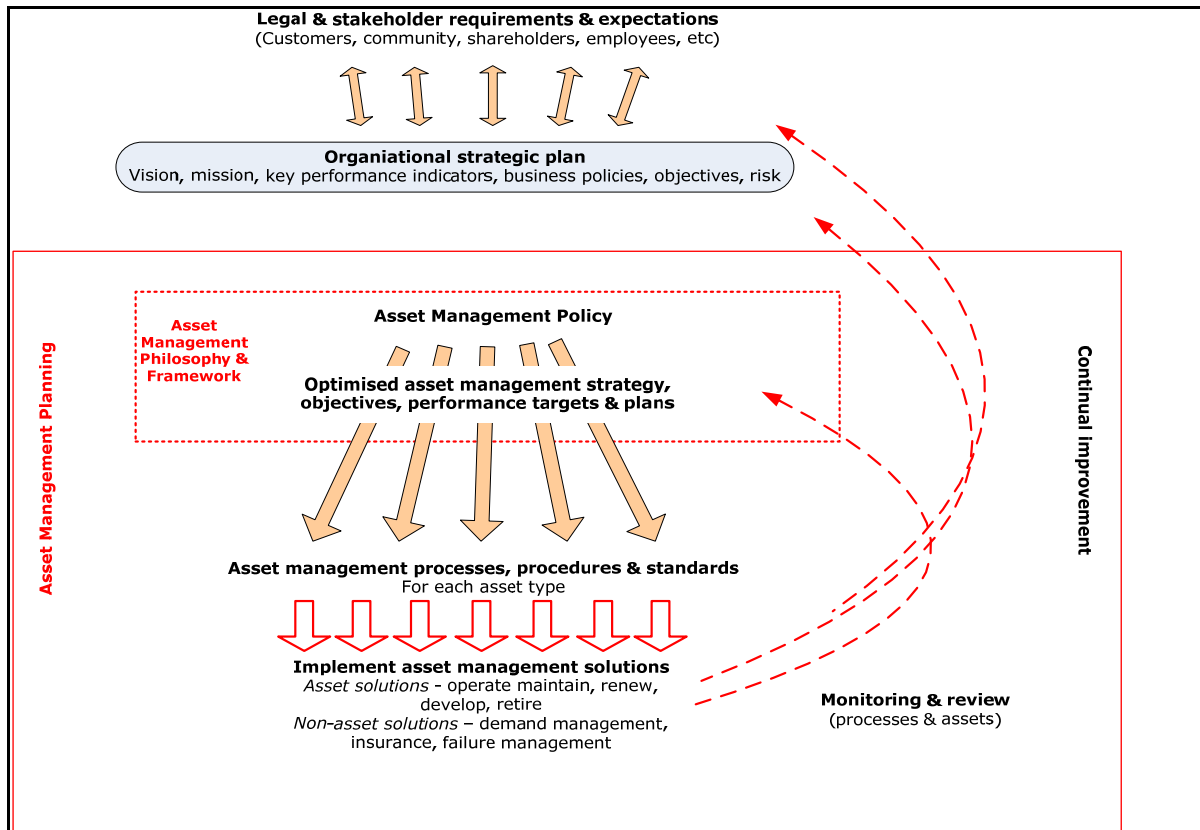 Legal & stakeholder requirements & expectations
(Customers, community, shareholders, employees, etc)
Organiational strategic plan
Vision, mission, key performance indicators, business policies, objectives, risk
Asset Management Planning
Asset
Management
Philosophy &
Framework
Asset Management Policy
Optimised asset management strategy,
objectives, performance targets & plans
Continual improvement
Asset management processes, procedures & standards
For each asset type
Implement asset management solutions
Asset solutions - operate maintain, renew,
develop, retire
Non-asset solutions – demand management,
insurance, failure management
Monitoring & review
(processes & assets)